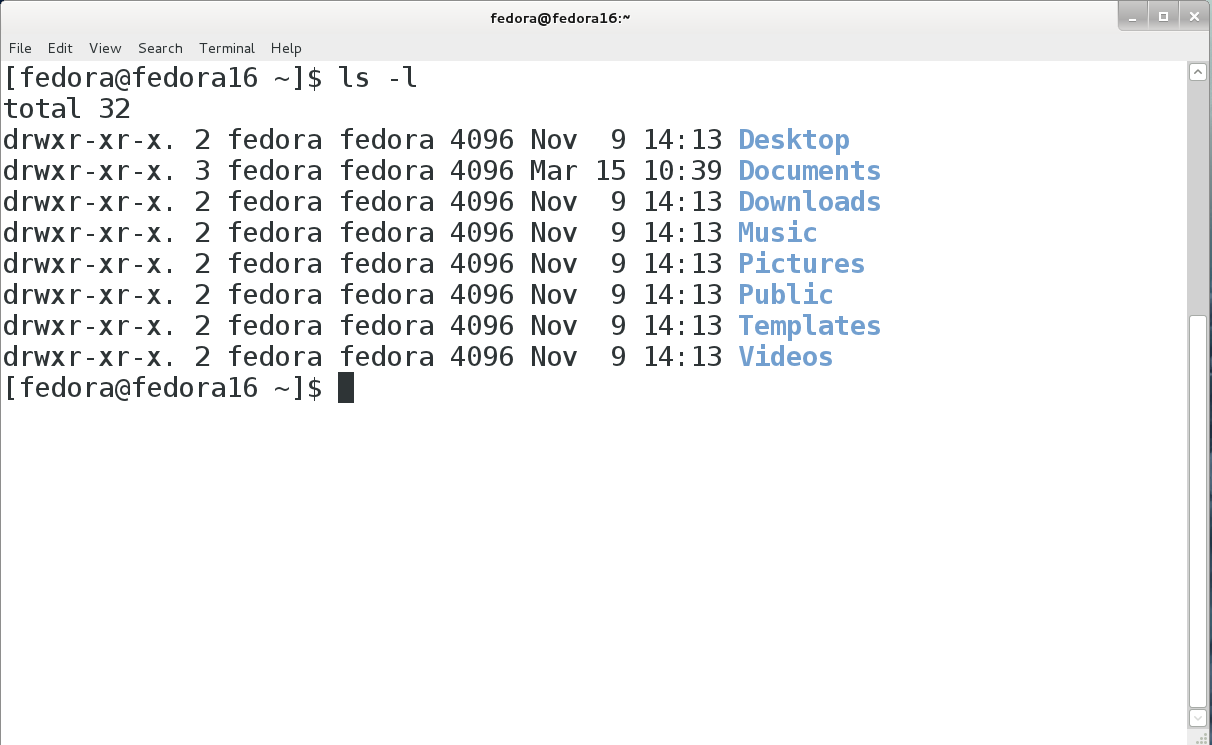 fedora@fedora16:~
File Edit View Search Terminal Help
[fedora@fedora16 ~]$ ls -l
total 32
drwxr-xr-x. 2 fedora fedora 4096 Nov  9 14:13 Desktop
drwxr-xr-x. 3 fedora fedora 4096 Mar 15 10:39 Documents
drwxr-xr-x. 2 fedora fedora 4096 Nov  9 14:13 Downloads
drwxr-xr-x. 2 fedora fedora 4096 Nov  9 14:13 Music
drwxr-xr-x. 2 fedora fedora 4096 Nov  9 14:13 Pictures
drwxr-xr-x. 2 fedora fedora 4096 Nov  9 14:13 Public
drwxr-xr-x. 2 fedora fedora 4096 Nov  9 14:13 Templates
drwxr-xr-x. 2 fedora fedora 4096 Nov  9 14:13 Videos
[fedora@fedora16 ~]$